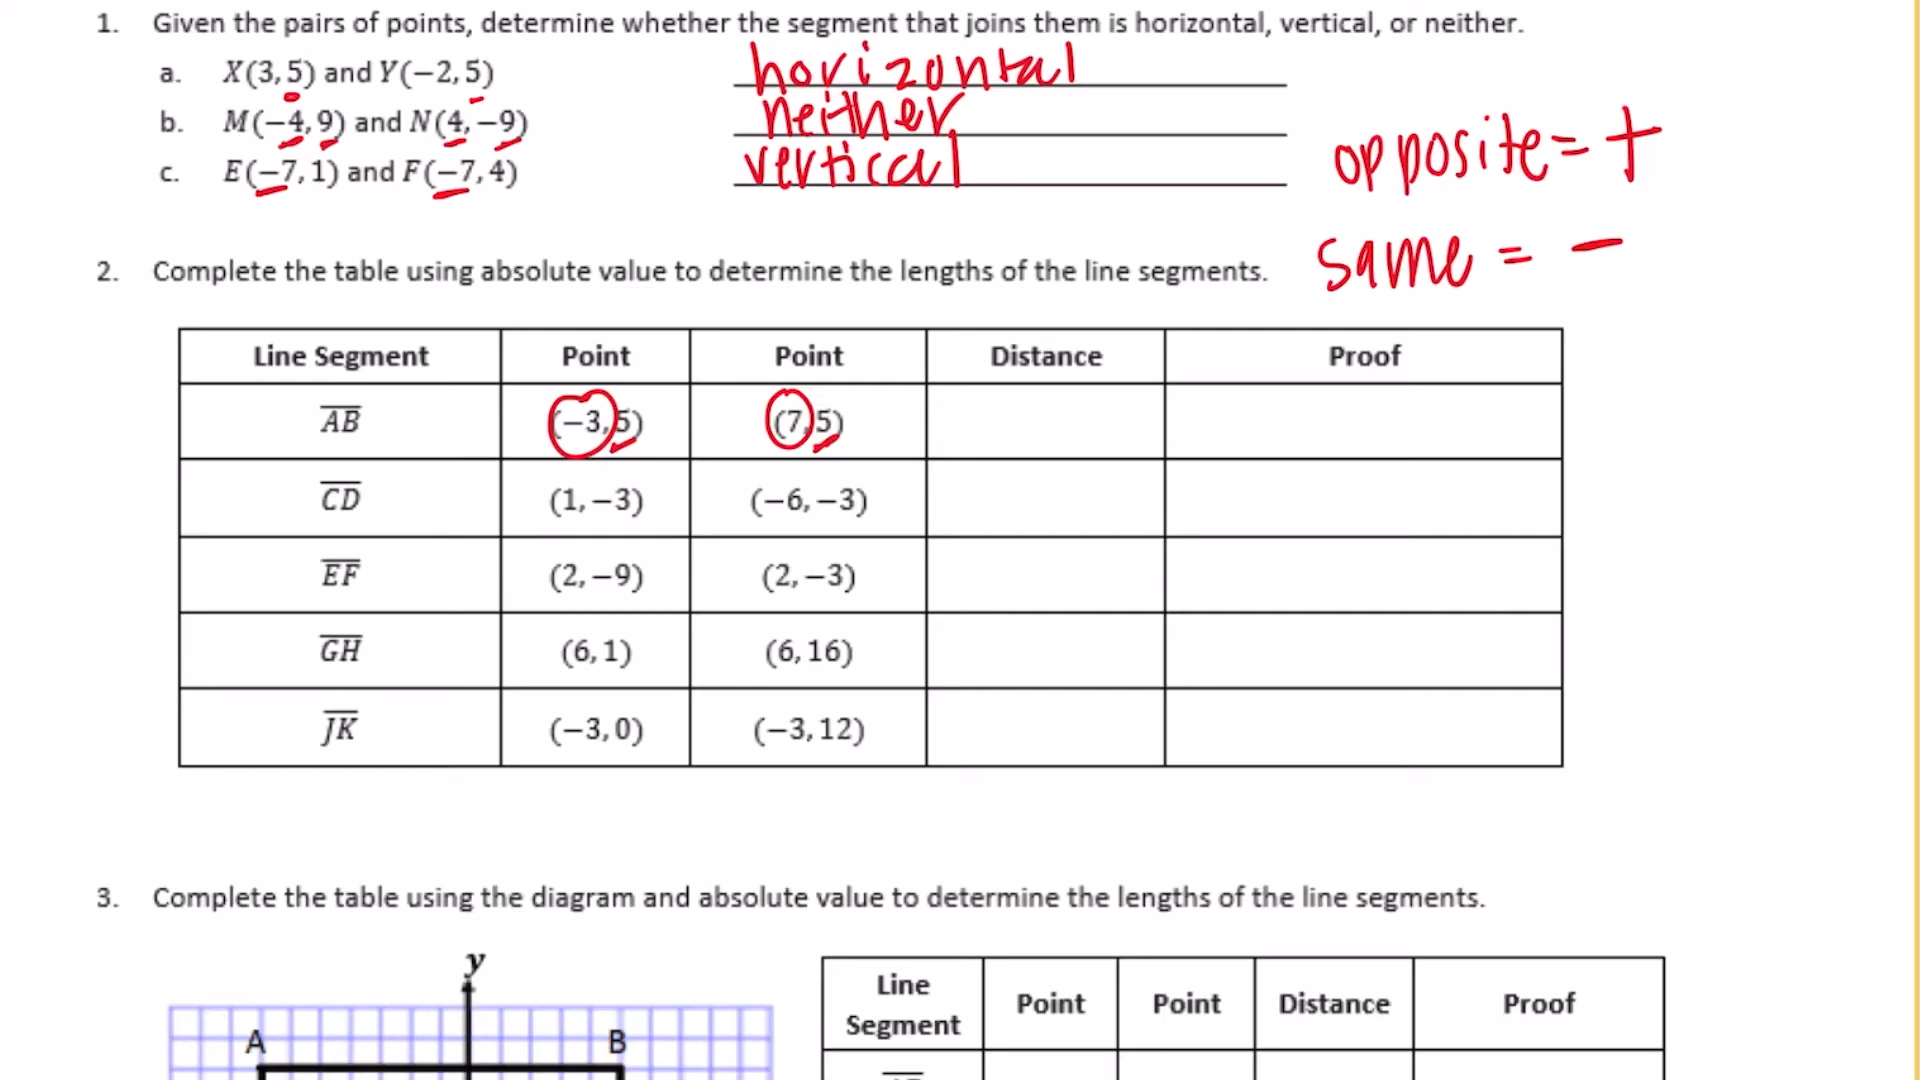 1. Given the pairs of points, determine whether the segment that joins them is horizontal, vertical, or neither.
a. X(3,5) and Y(−2,5) horizontal
b. M(−4,9) and N(4,−9) neither
c. E(−7,1) and F(−7,4) vertical
opposite = +
same = −
2. Complete the table using absolute value to determine the lengths of the line segments.
Line Segment Point Point Distance Proof
AB (−3,5) (7,5)
CD (1,−3) (−6,−3)
EF (2,−9) (2,−3)
GH (6,1) (6,16)
JK (−3,0) (−3,12)
3. Complete the table using the diagram and absolute value to determine the lengths of the line segments.
y
A B
Line Segment Point Point Distance Proof